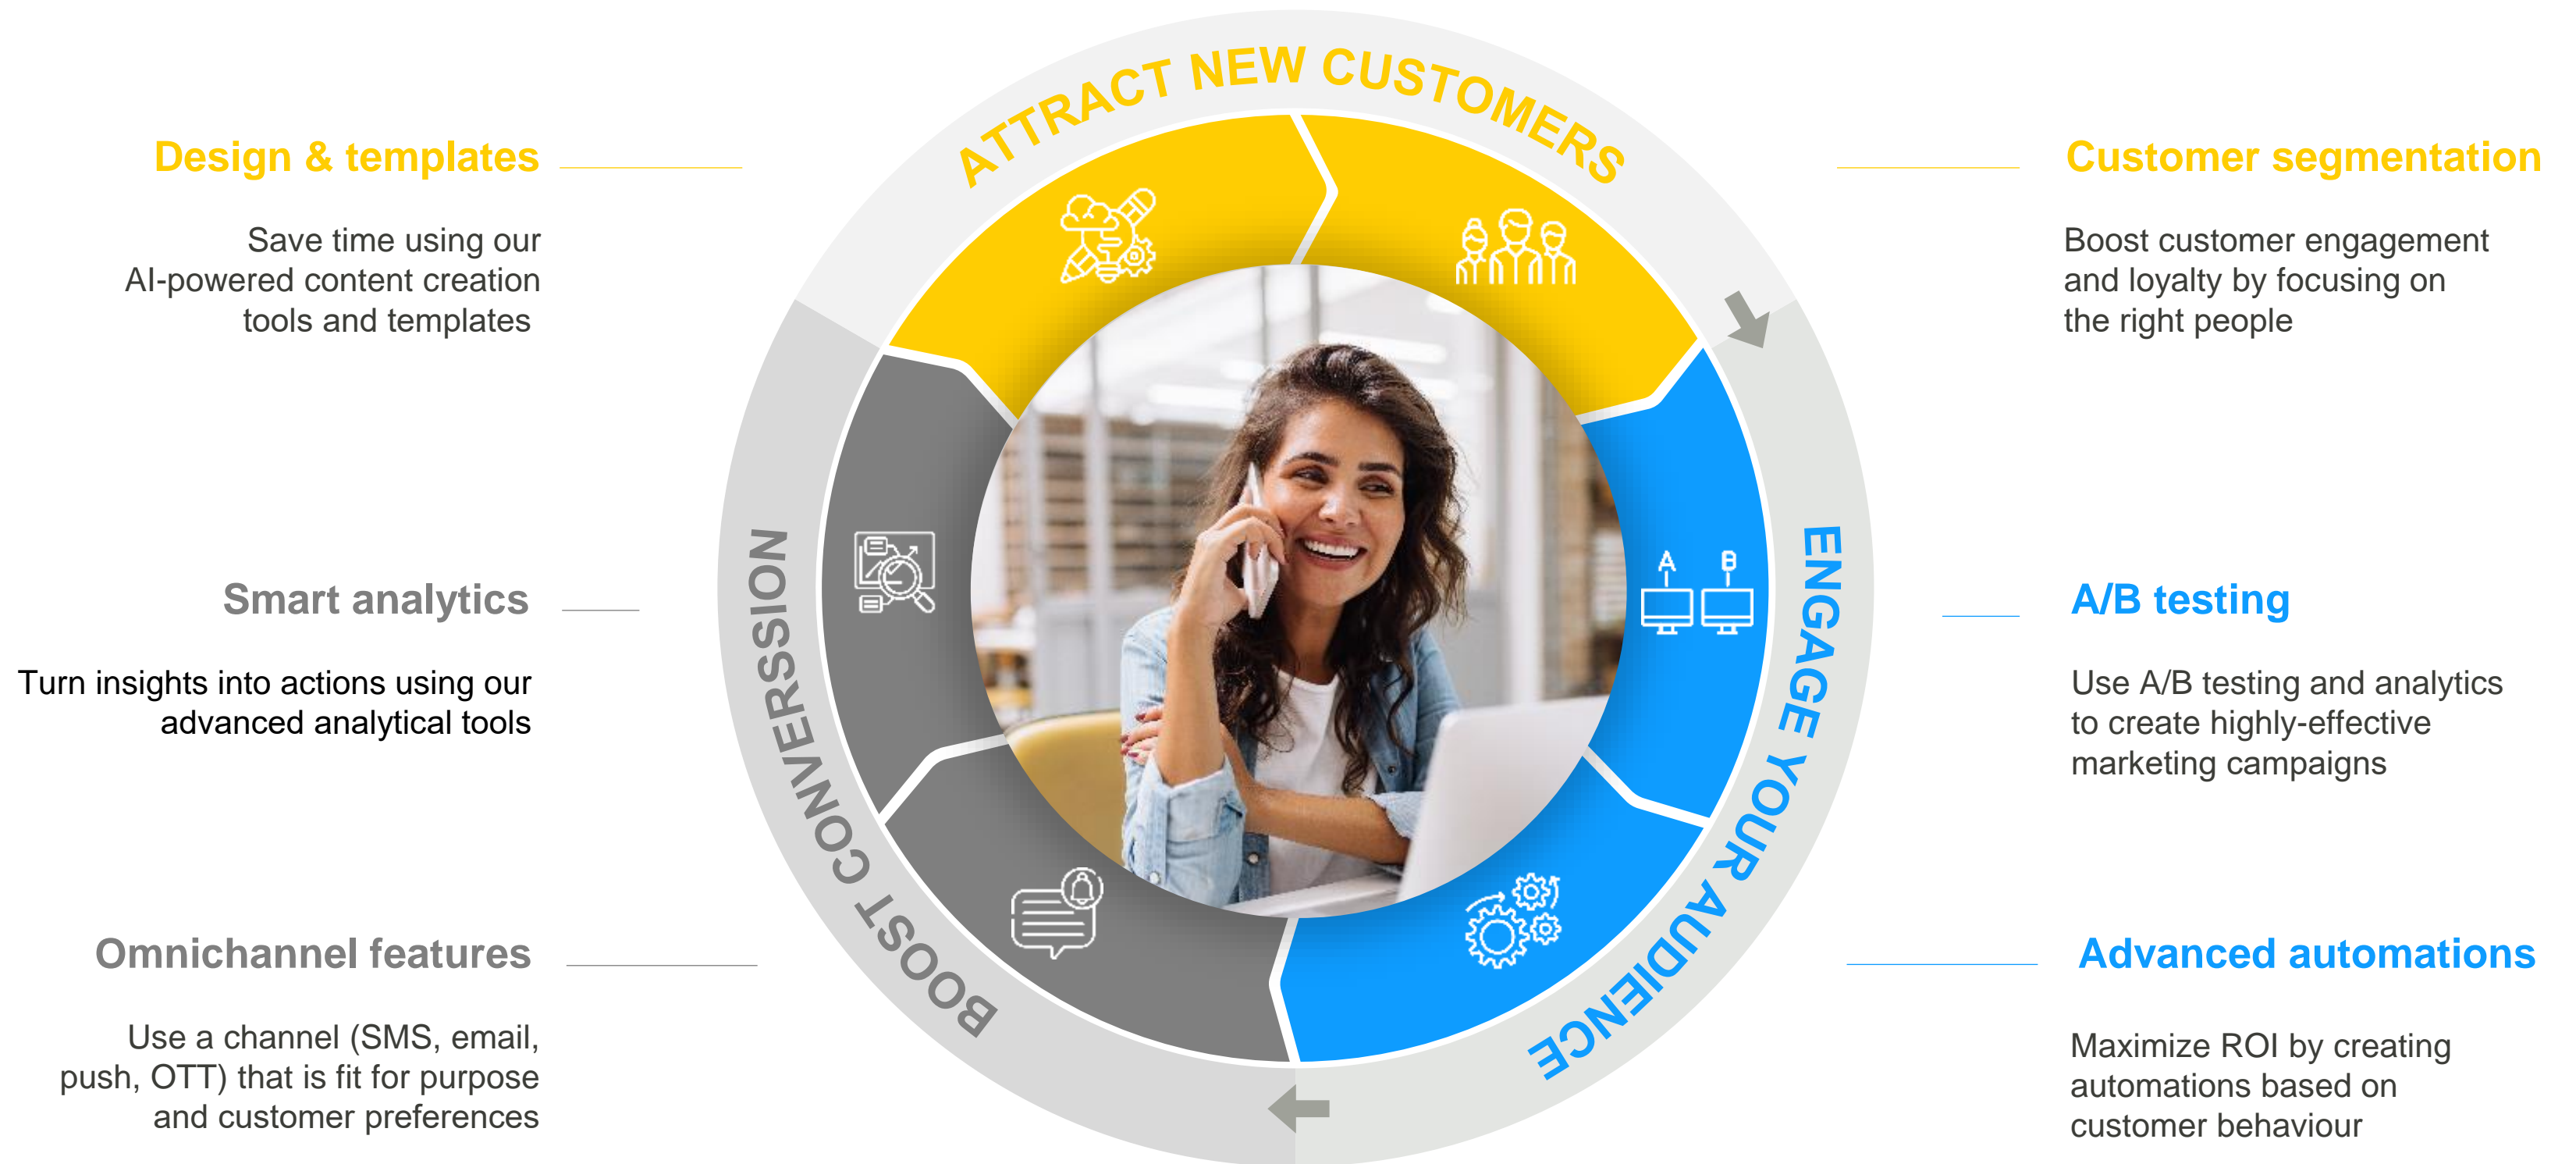 ATTRACT NEW CUSTOMERS
Design & templates
Save time using our
AI-powered content creation
tools and templates
Customer segmentation
Boost customer engagement
and loyalty by focusing on
the right people
Smart analytics
Turn insights into actions using our
advanced analytical tools
BOOST CONVERSSION
A B
ENGAGE YOUR AUDIENCE
A/B testing
Use A/B testing and analytics
to create highly-effective
marketing campaigns
Omnichannel features
Use a channel (SMS, email,
push, OTT) that is fit for purpose
and customer preferences
Advanced automations
Maximize ROI by creating
automations based on
customer behaviour